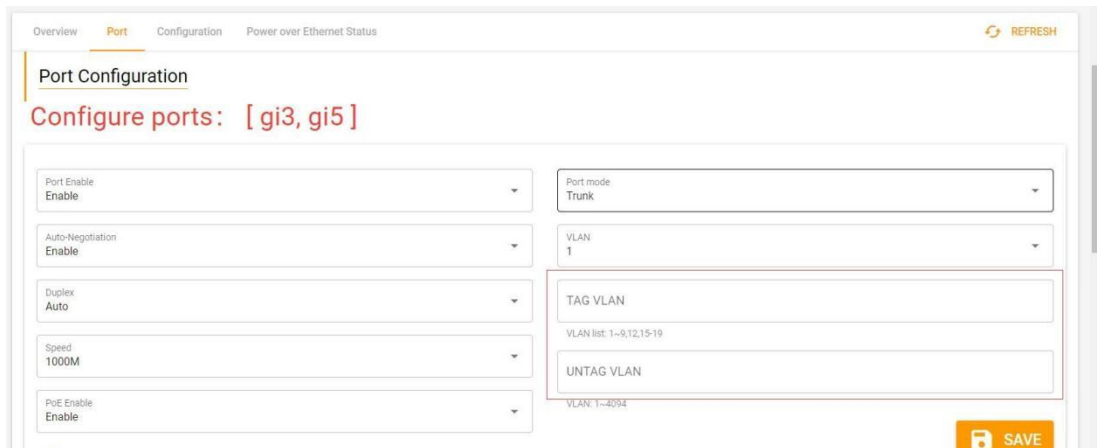 Overview Port Configuration Power over Ethernet Status REFRESH
Port Configuration
Configure ports: [ gi3, gi5 ]
Port Enable
Enable
Port mode
Trunk
Auto-Negotiation
Enable
VLAN
1
Duplex
Auto
TAG VLAN
VLAN list: 1~9,12,15-19
Speed
1000M
UNTAG VLAN
VLAN: 1~4094
PoE Enable
Enable
SAVE